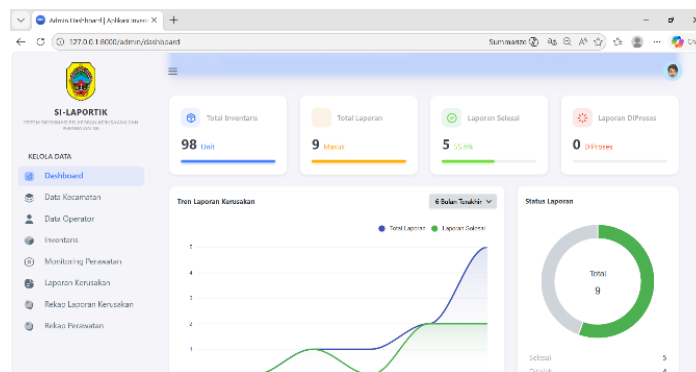 Admin Dashboard | Aplikasi Inven
127.0.0.1:8000/admin/dashboard
Summarize
SI-LAPORTIK
KELOLA DATA
Dashboard
Data Kecamatan
Data Operator
Inventaris
Monitoring Perawatan
Laporan Kerusakan
Rekap Laporan Kerusakan
Rekap Perawatan
Total Inventaris
98 Unit
Total Laporan
9 Masuk
Laporan Selesai
5 55.6%
Laporan DiProses
0 DiProses
Tren Laporan Kerusakan
6 Bulan Terakhir
Total Laporan
Laporan Selesai
5
4
3
2
1
Status Laporan
Total
9
Selesai 5
Ditolak 4